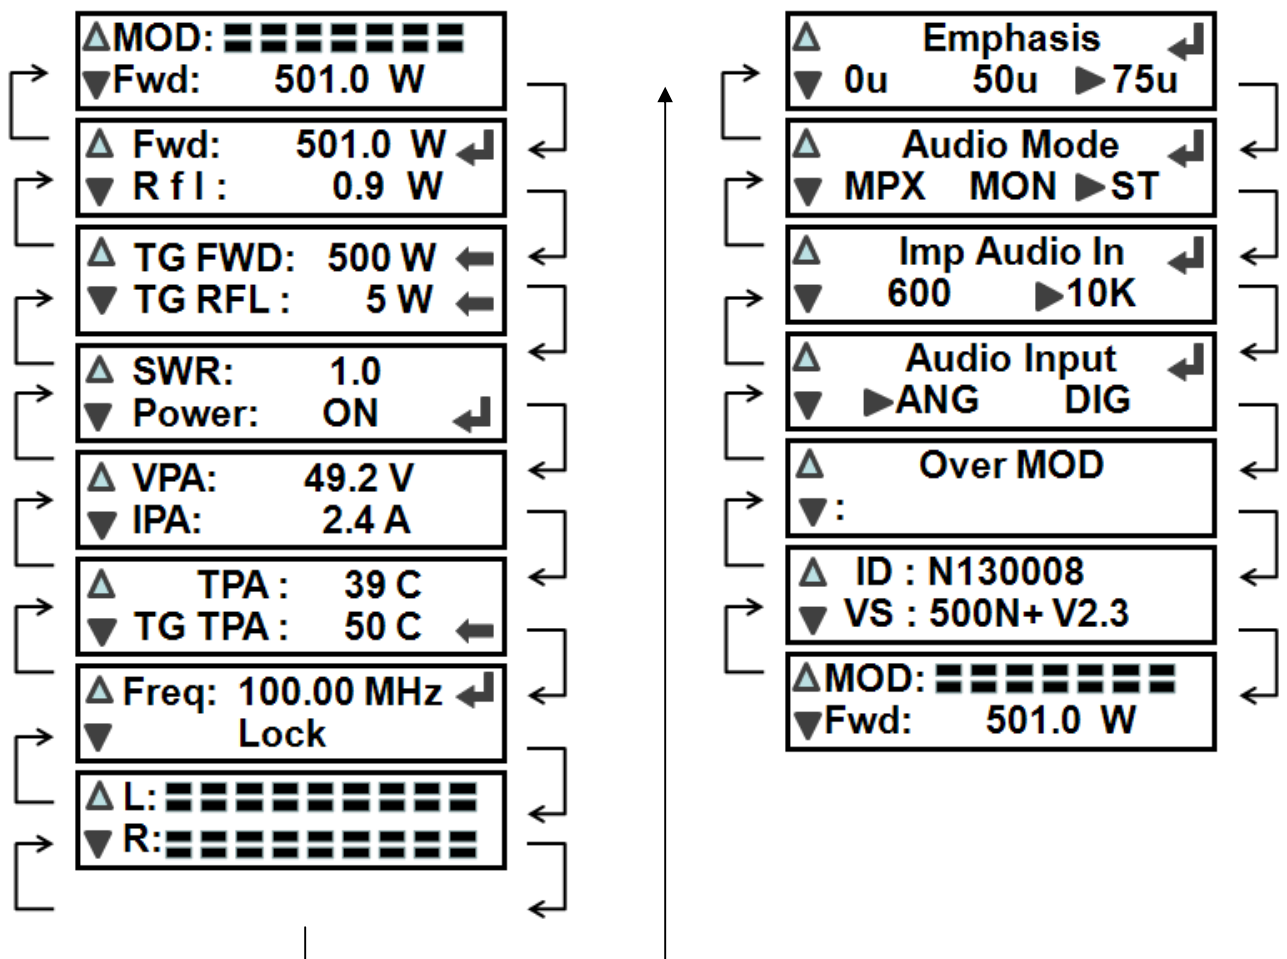 MOD:
Fwd: 501.0 W
Fwd: 501.0 W
R f l : 0.9 W
TG FWD: 500 W
TG RFL : 5 W
SWR: 1.0
Power: ON
VPA: 49.2 V
IPA: 2.4 A
TPA : 39 C
TG TPA : 50 C
Freq: 100.00 MHz
Lock
L:
R:
Emphasis
0u 50u 75u
Audio Mode
MPX MON ST
Imp Audio In
600 10K
Audio Input
ANG DIG
Over MOD
:
ID : N130008
VS : 500N+ V2.3
MOD:
Fwd: 501.0 W